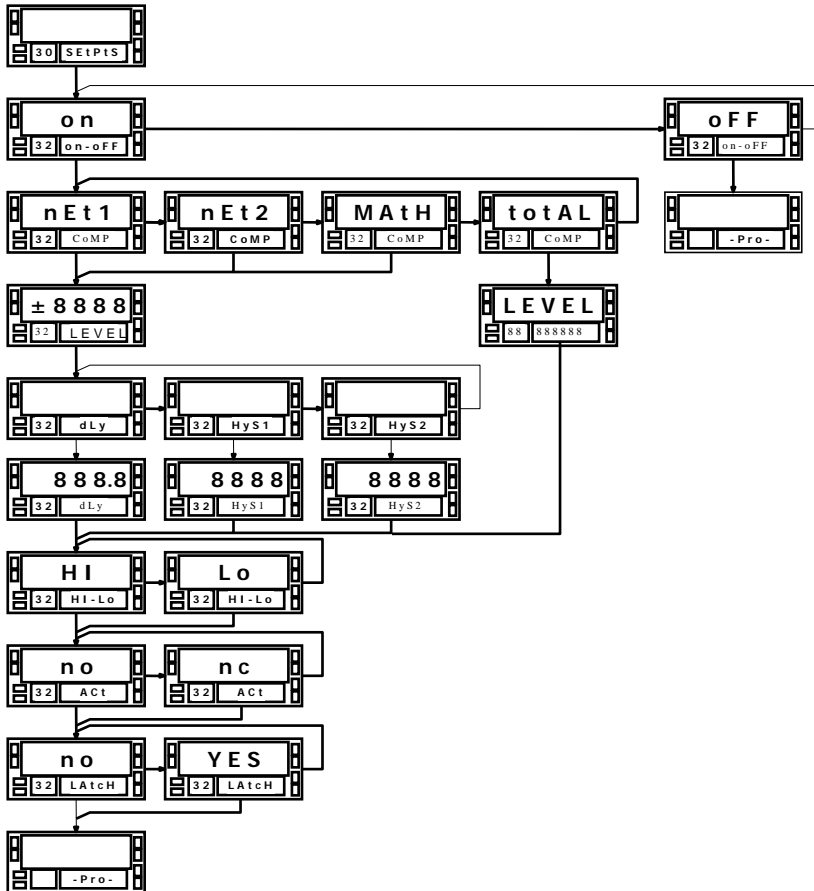 30 SEtPtS
on
32 on-oFF
oFF
32 on-oFF
nEt1
32 CoMP
nEt2
32 CoMP
MAtH
32 CoMP
totAL
32 CoMP
-Pro-
±8888
32 LEVEL
LEVEL
88 888888
32 dLy
32 HyS1
32 HyS2
888.8
32 dLy
8888
32 HyS1
8888
32 HyS2
HI
32 HI-Lo
Lo
32 HI-Lo
no
32 ACt
nc
32 ACt
no
32 LAtcH
YES
32 LAtcH
-Pro-